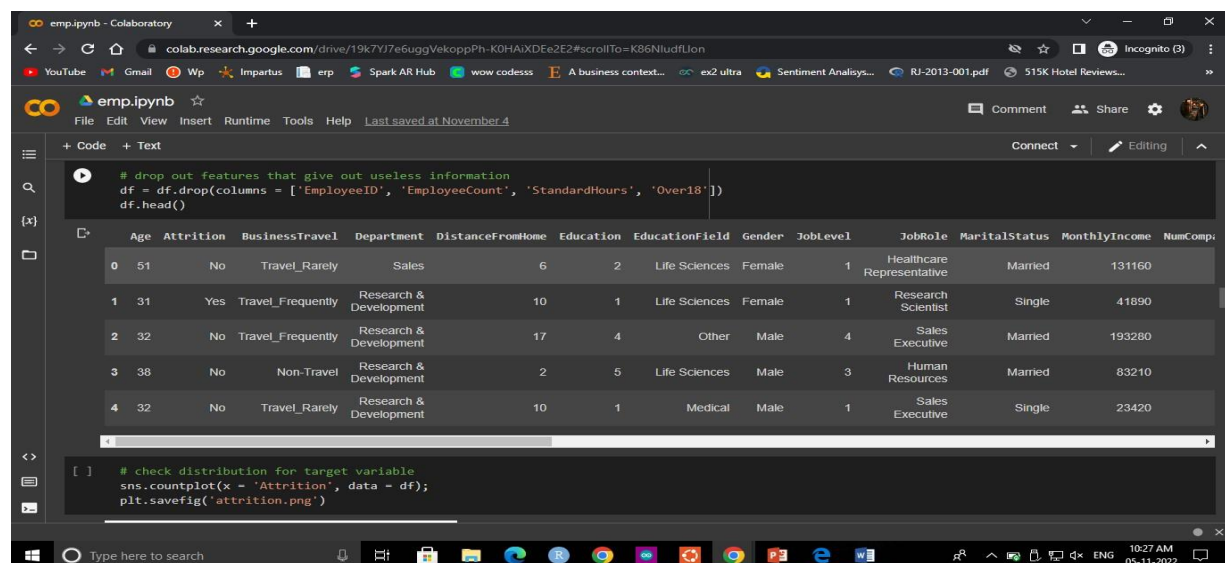 emp.ipynb - Colaboratory
colab.research.google.com/drive/19k7YJ7e6uggVekoppPh-K0HAiXDEe2E2#scrollTo=K86NIudfLIon
Incognito (3)
YouTube Gmail Wp Impartus erp Spark AR Hub wow codesss A business context... ex2 ultra Sentiment Analisys... RJ-2013-001.pdf 515K Hotel Reviews... »
CO emp.ipynb
Comment Share
File Edit View Insert Runtime Tools Help Last saved at November 4
+ Code + Text Connect Editing
# drop out features that give out useless information
df = df.drop(columns = ['EmployeeID', 'EmployeeCount', 'StandardHours', 'Over18'])
df.head()
{x}
Age Attrition BusinessTravel Department DistanceFromHome Education EducationField Gender JobLevel JobRole MaritalStatus MonthlyIncome NumCompa
0 51 No Travel_Rarely Sales 6 2 Life Sciences Female 1 Healthcare Representative Married 131160
1 31 Yes Travel_Frequently Research & Development 10 1 Life Sciences Female 1 Research Scientist Single 41890
2 32 No Travel_Frequently Research & Development 17 4 Other Male 4 Sales Executive Married 193280
3 38 No Non-Travel Research & Development 2 5 Life Sciences Male 3 Human Resources Married 83210
4 32 No Travel_Rarely Research & Development 10 1 Medical Male 1 Sales Executive Single 23420
[ ] # check distribution for target variable
sns.countplot(x = 'Attrition', data = df);
plt.savefig('attrition.png')
Type here to search
ENG
10:27 AM
05-11-2022